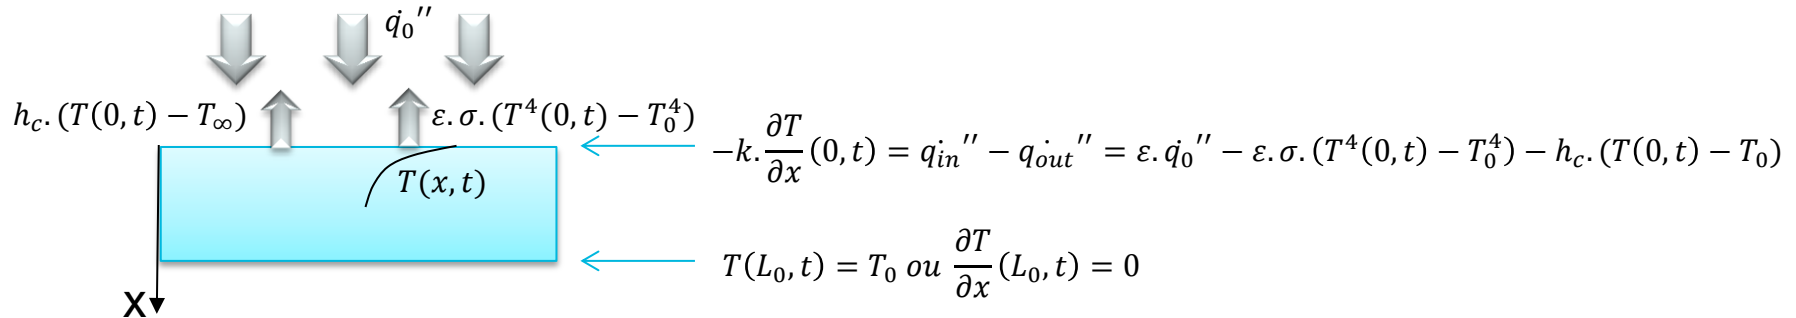 q̇₀′′
h_c.(T(0,t) − T_∞)
ε.σ.(T⁴(0,t) − T₀⁴)
−k.∂T/∂x(0,t) = q̇_in′′ − q̇_out′′ = ε.q̇₀′′ − ε.σ.(T⁴(0,t) − T₀⁴) − h_c.(T(0,t) − T₀)
T(x,t)
T(L₀,t) = T₀ ou ∂T/∂x(L₀,t) = 0
X